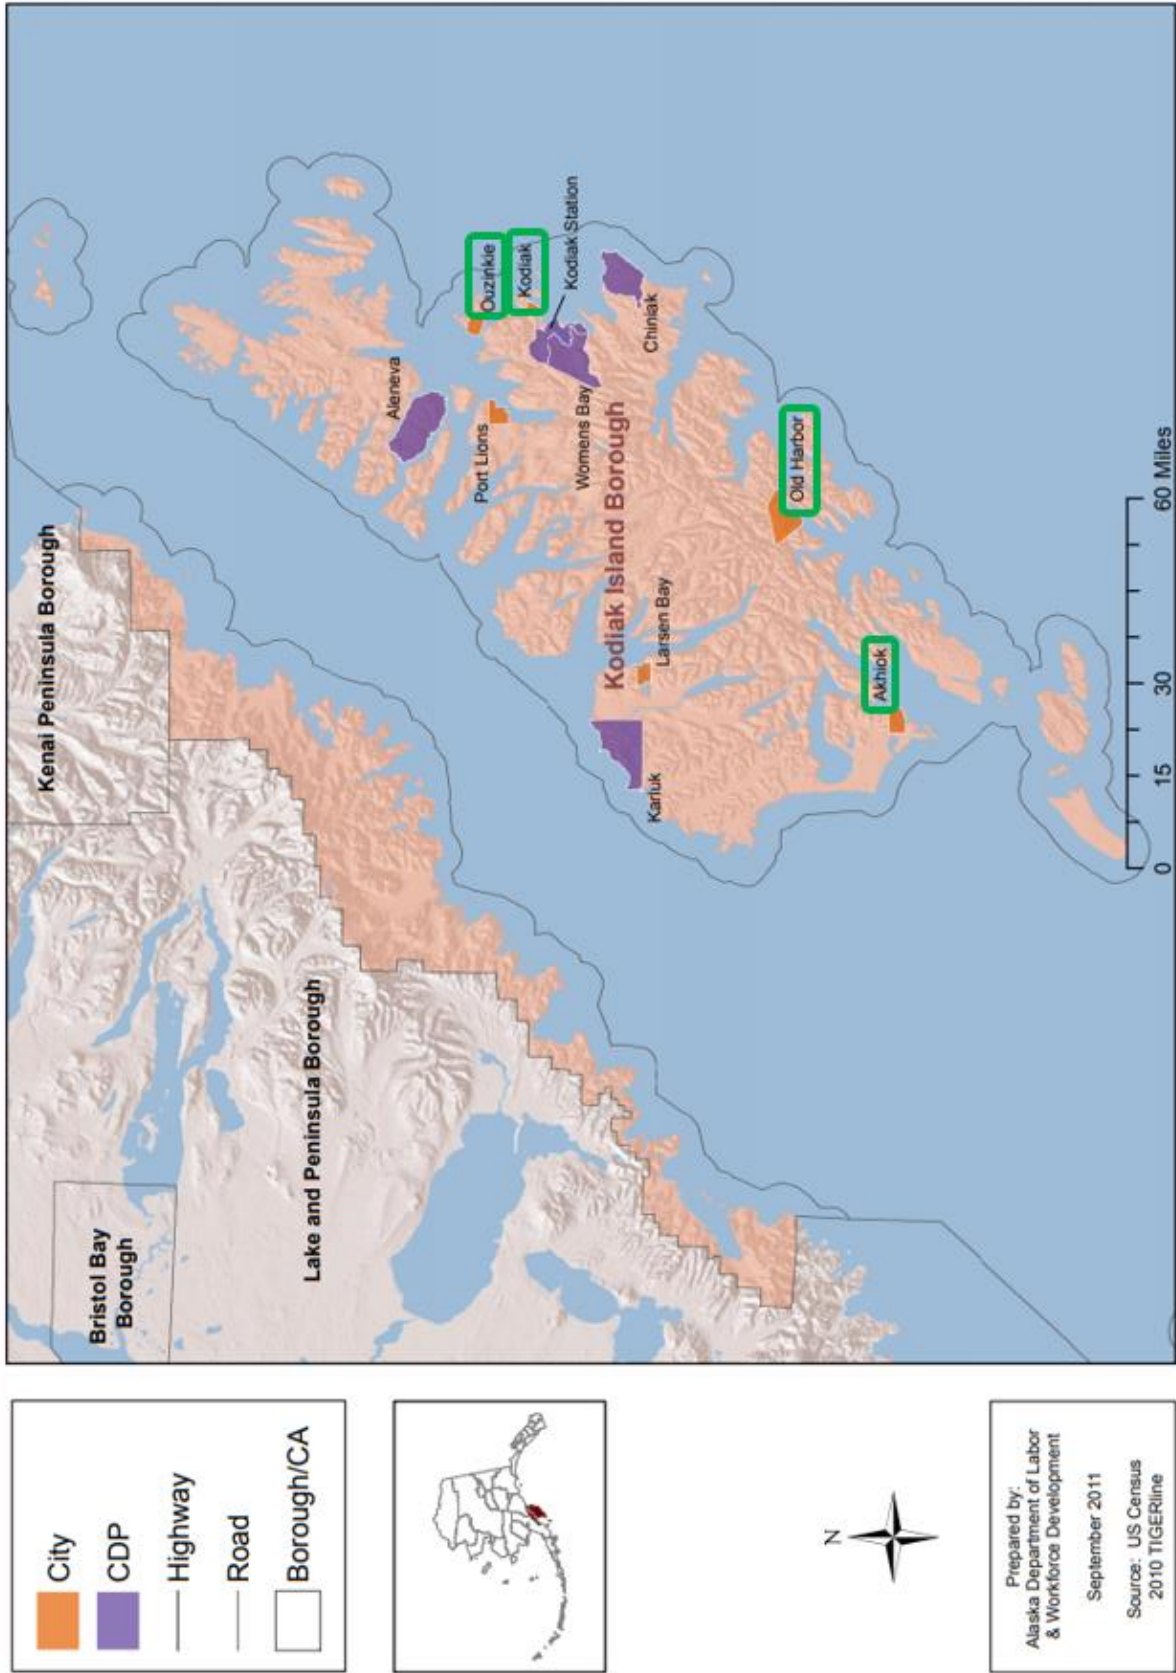 City
CDP
Highway
Road
Borough/CA
N
Prepared by:
Alaska Department of Labor
& Workforce Development
September 2011
Source: US Census
2010 TIGERline
Kenai Peninsula Borough
Bristol Bay
Borough
Lake and Peninsula Borough
Aleneva
Ouzinkie
Kodiak
Kodiak Station
Port Lions
Womens Bay
Chiniak
Kodiak Island Borough
Larsen Bay
Karluk
Old Harbor
Akhiok
0 15 30 60 Miles